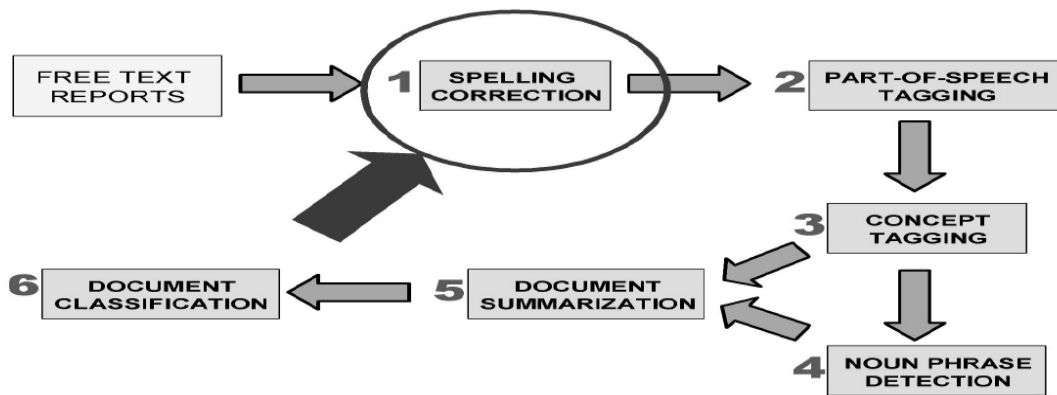 FREE TEXT
REPORTS
1
SPELLING
CORRECTION
2
PART-OF-SPEECH
TAGGING
3
CONCEPT
TAGGING
4
NOUN PHRASE
DETECTION
5
DOCUMENT
SUMMARIZATION
6
DOCUMENT
CLASSIFICATION